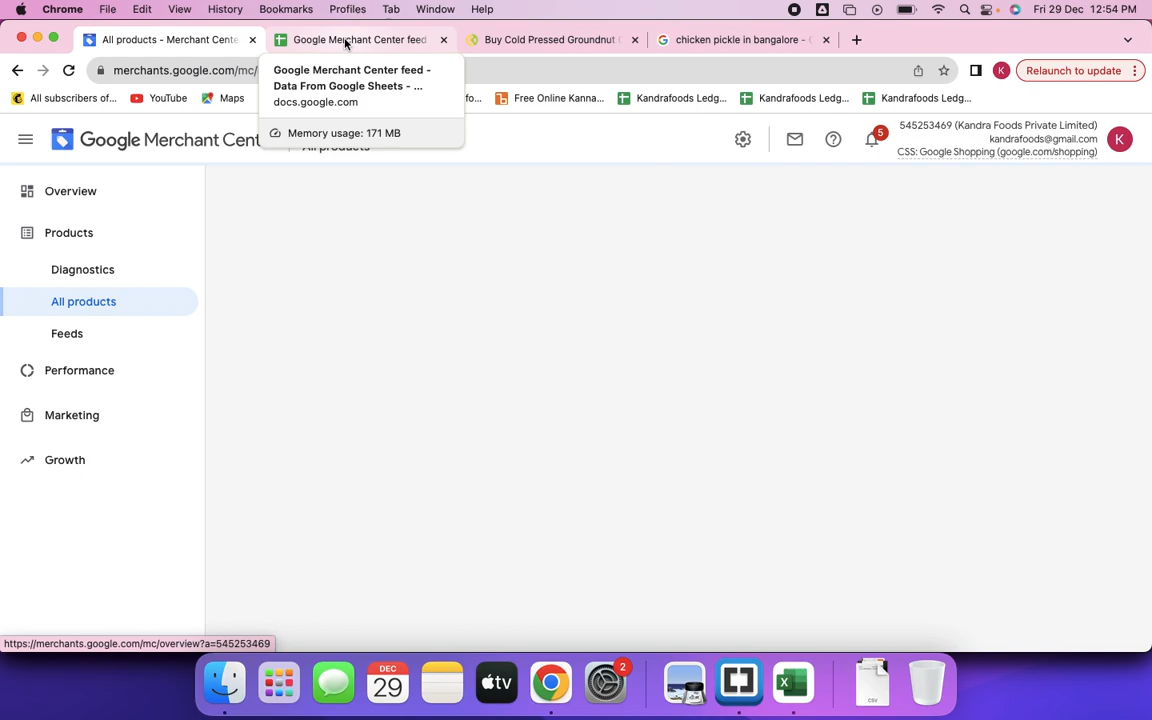 Chrome File Edit View History Bookmarks Profiles Tab Window Help Fri 29 Dec 12:54 PM
All products - Merchant Cente Google Merchant Center feed Buy Cold Pressed Groundnut chicken pickle in bangalore -
merchants.google.com/mc/ K Relaunch to update
Google Merchant Center feed -
Data From Google Sheets - ...
docs.google.com
Memory usage: 171 MB
All subscribers of... YouTube Maps fo... Free Online Kanna... Kandrafoods Ledg... Kandrafoods Ledg... Kandrafoods Ledg...
Google Merchant Cent
All products
5
545253469 (Kandra Foods Private Limited)
kandrafoods@gmail.com
CSS: Google Shopping (google.com/shopping)
K
Overview
Products
Diagnostics
All products
Feeds
Performance
Marketing
Growth
https://merchants.google.com/mc/overview?a=545253469
DEC
29
tv
2
X
CSV